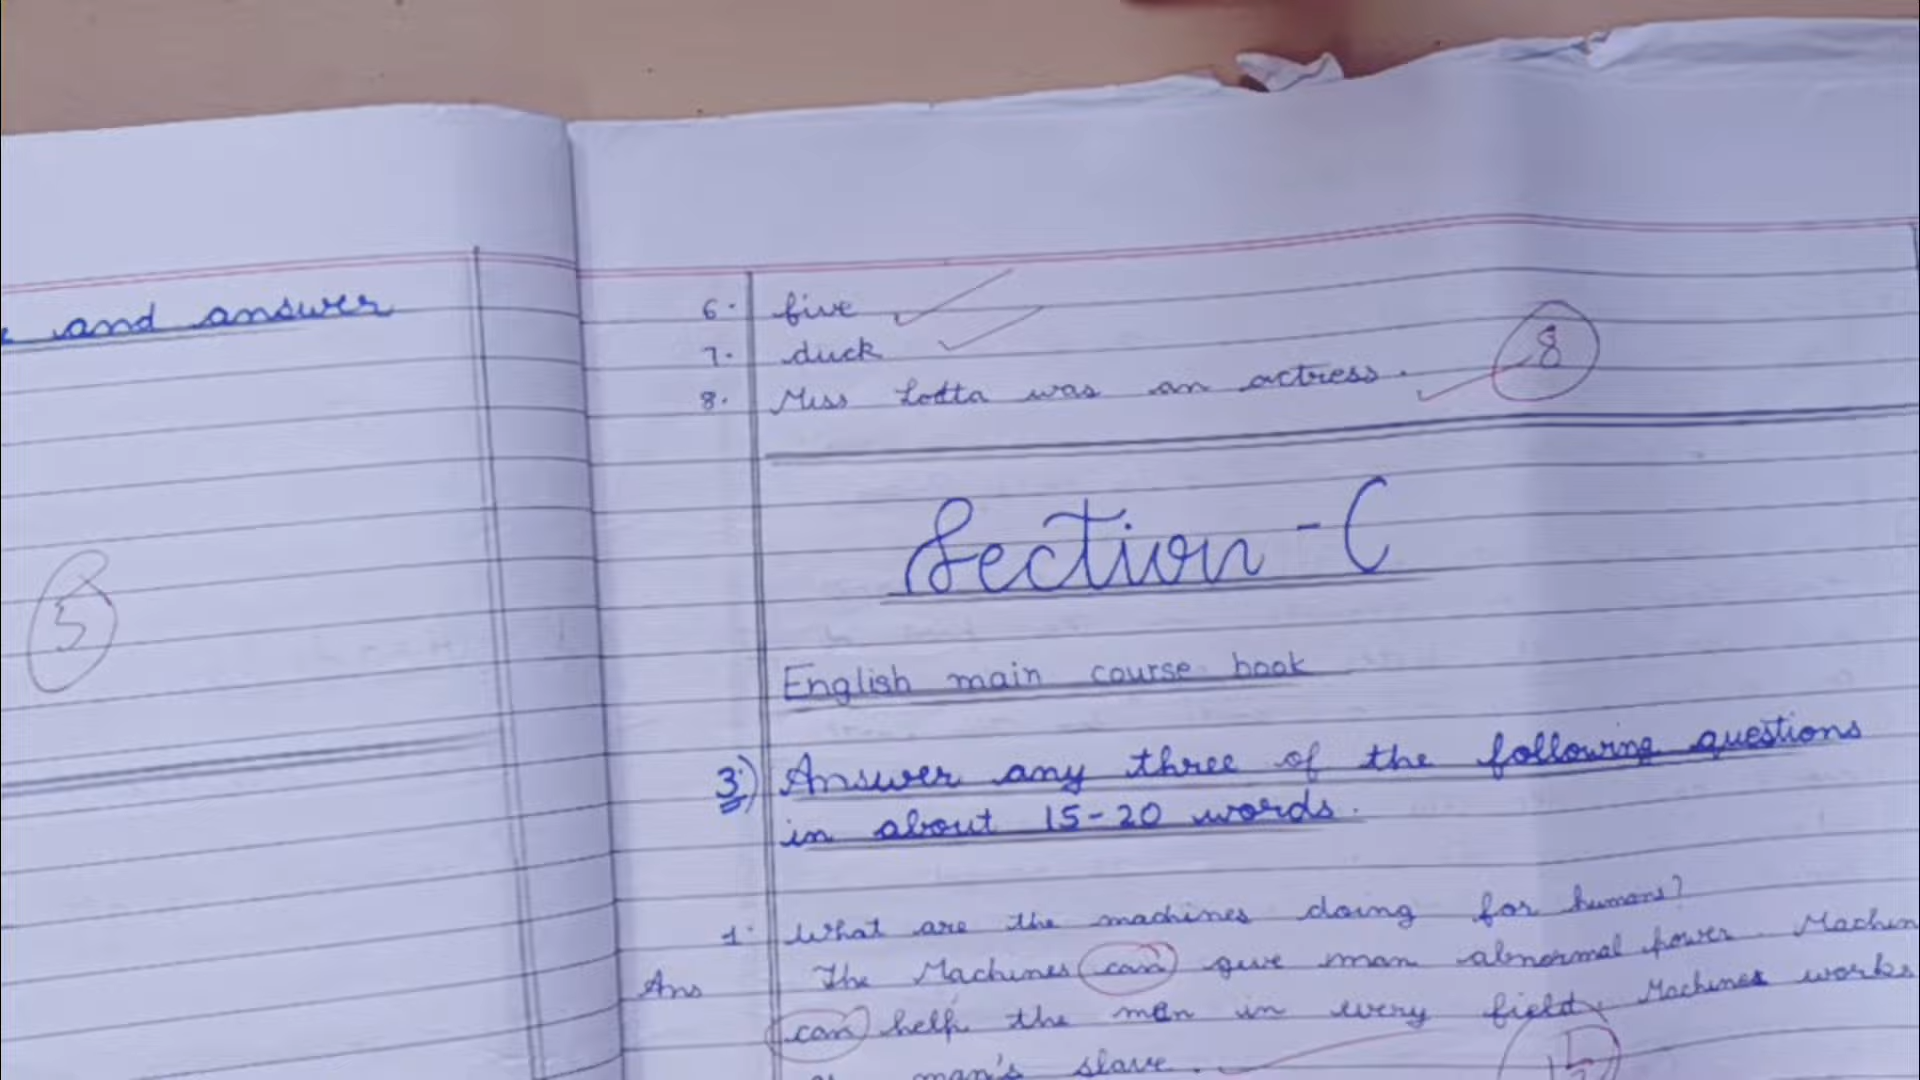 and answer
5
6. five
7. duck
8. Miss Lotta was an actress.
8
Section - C
English main course book
3.) Answer any three of the following questions
in about 15-20 words.
1. What are the machines doing for humans?
Ans The Machines can give man abnormal power. Machin
can help the man in every field. Machines works
man's slave.